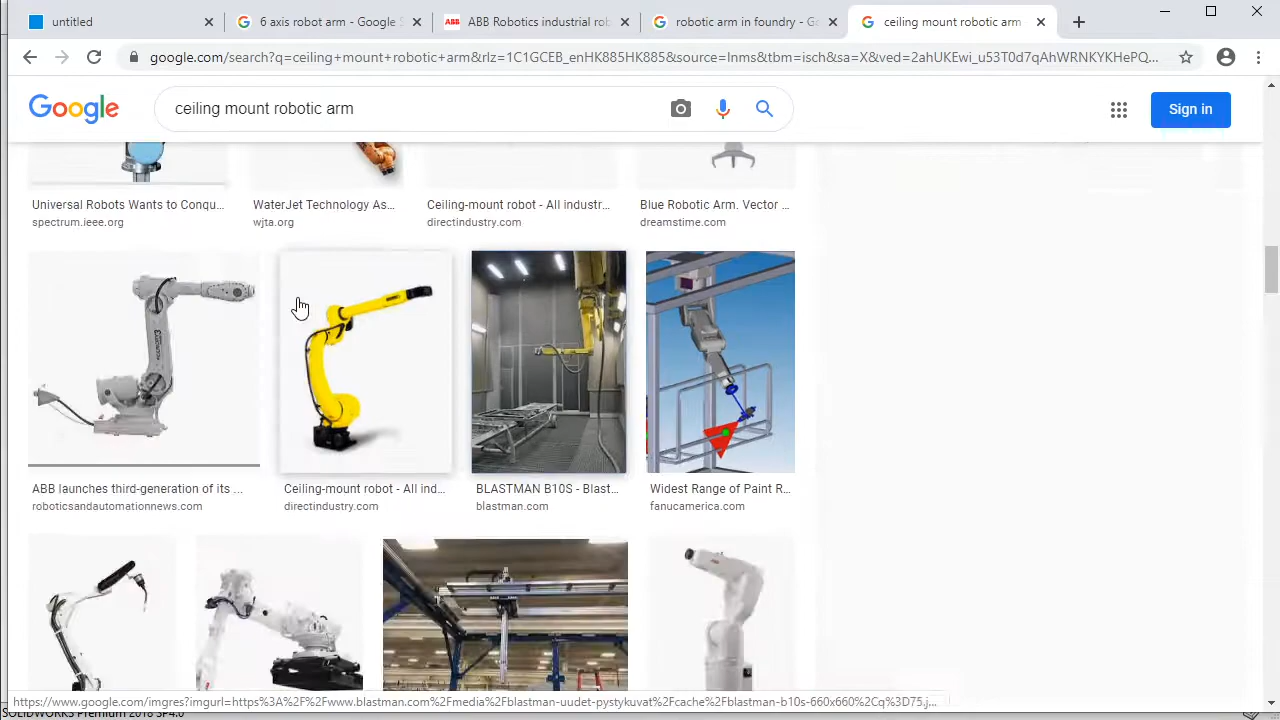 untitled
6 axis robot arm - Google S
ABB Robotics industrial rob
robotic arm in foundry - Go
ceiling mount robotic arm
google.com/search?q=ceiling+mount+robotic+arm&rlz=1C1GCEB_enHK885HK885&source=lnms&tbm=isch&sa=X&ved=2ahUKEwi_u53T0d7qAhWRNKYKHePQ...
Google
ceiling mount robotic arm
Sign in
Universal Robots Wants to Conqu...
WaterJet Technology As...
Ceiling-mount robot - All industr...
Blue Robotic Arm. Vector ...
spectrum.ieee.org
wjta.org
directindustry.com
dreamstime.com
ABB launches third-generation of its ...
Ceiling-mount robot - All ind...
BLASTMAN B10S - Blast...
Widest Range of Paint R...
roboticsandautomationnews.com
directindustry.com
blastman.com
fanucamerica.com
https://www.google.com/imgres?imgurl=https%3A%2F%2Fwww.blastman.com%2Fmedia%2Fblastman-uudet-pystykuvat%2Fcache%2Fblastman-b10s-660x660%2Cq%3D75.j...
SOLIDWORKS Premium 2018 SP4.0